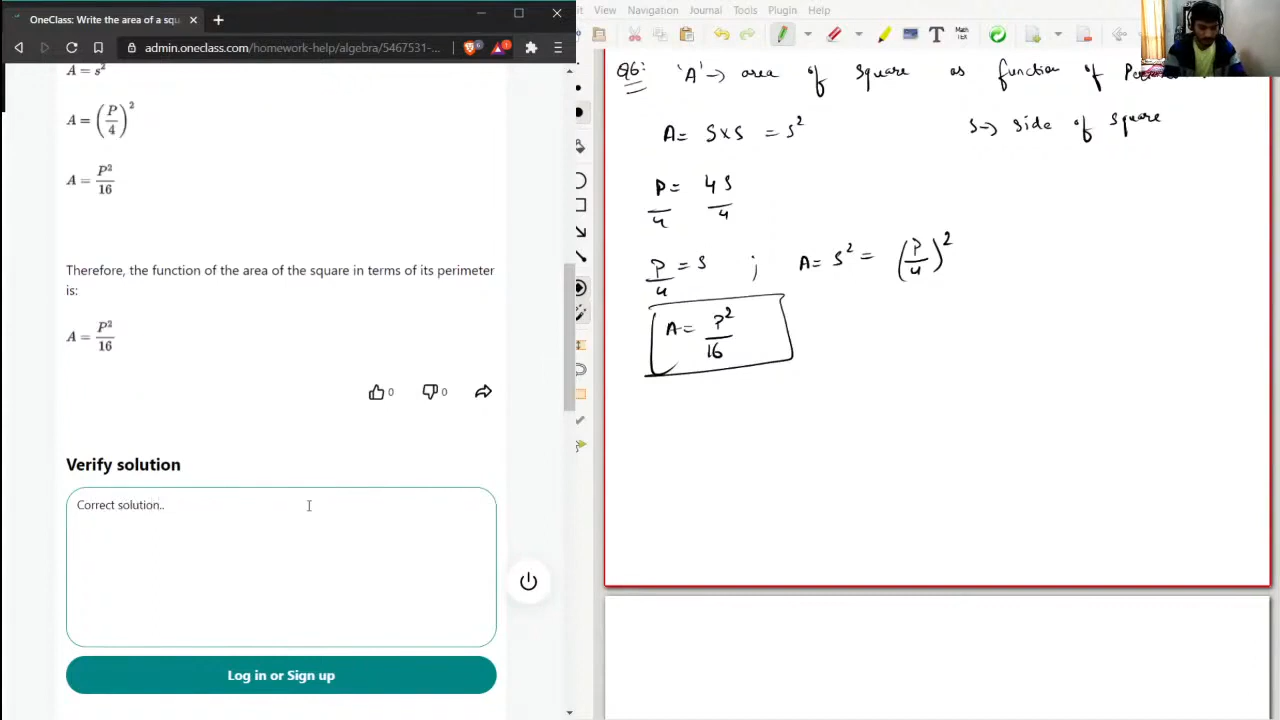 OneClass: Write the area of a squ
admin.oneclass.com/homework-help/algebra/5467531-...
A = s²
A = (P/4)²
A = P²/16
Therefore, the function of the area of the square in terms of its perimeter
is:
A = P²/16
0 0
Verify solution
Correct solution..
Log in or Sign up
View Navigation Journal Tools Plugin Help
Q6: 'A' → area of square as function of
A = S×S = S² S→ side of square
P/4 = 4S/4
P/4 = S ; A = S² = (P/4)²
A = P²/16